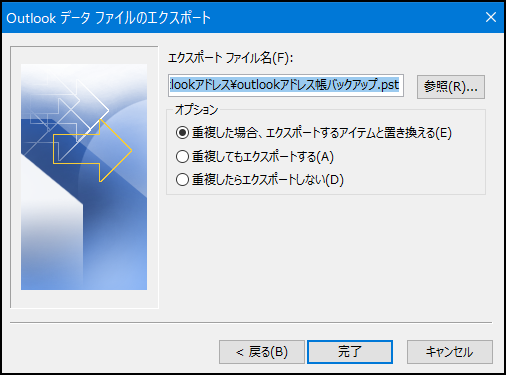 Outlook データ ファイルのエクスポート
エクスポート ファイル名(F):
lookアドレス¥outlookアドレス帳バックアップ.pst
参照(R)...
オプション
重複した場合、エクスポートするアイテムと置き換える(E)
重複してもエクスポートする(A)
重複したらエクスポートしない(D)
< 戻る(B)
完了
キャンセル